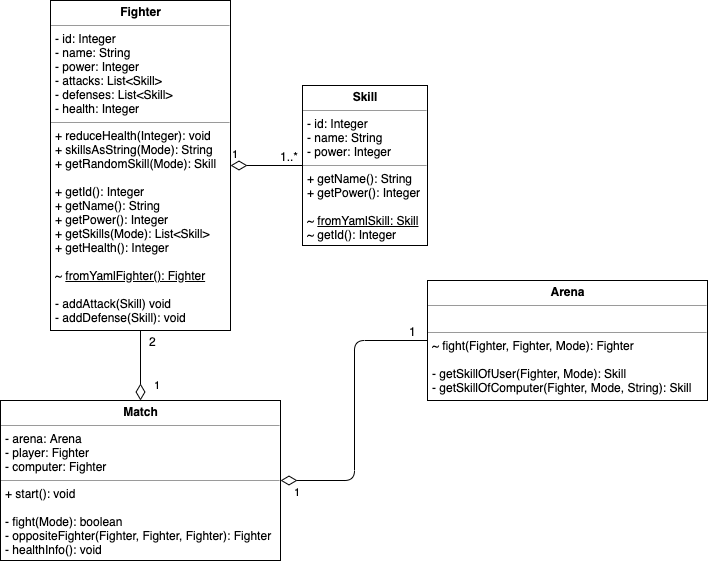 Fighter
- id: Integer
- name: String
- power: Integer
- attacks: List<Skill>
- defenses: List<Skill>
- health: Integer
+ reduceHealth(Integer): void
+ skillsAsString(Mode): String
+ getRandomSkill(Mode): Skill
+ getId(): Integer
+ getName(): String
+ getPower(): Integer
+ getSkills(Mode): List<Skill>
+ getHealth(): Integer
~ fromYamlFighter(): Fighter
- addAttack(Skill) void
- addDefense(Skill): void
1
1..*
Skill
- id: Integer
- name: String
- power: Integer
+ getName(): String
+ getPower(): Integer
~ fromYamlSkill: Skill
~ getId(): Integer
2
1
Arena
~ fight(Fighter, Fighter, Mode): Fighter
- getSkillOfUser(Fighter, Mode): Skill
- getSkillOfComputer(Fighter, Mode, String): Skill
1
1
Match
- arena: Arena
- player: Fighter
- computer: Fighter
+ start(): void
- fight(Mode): boolean
- oppositeFighter(Fighter, Fighter, Fighter): Fighter
- healthInfo(): void